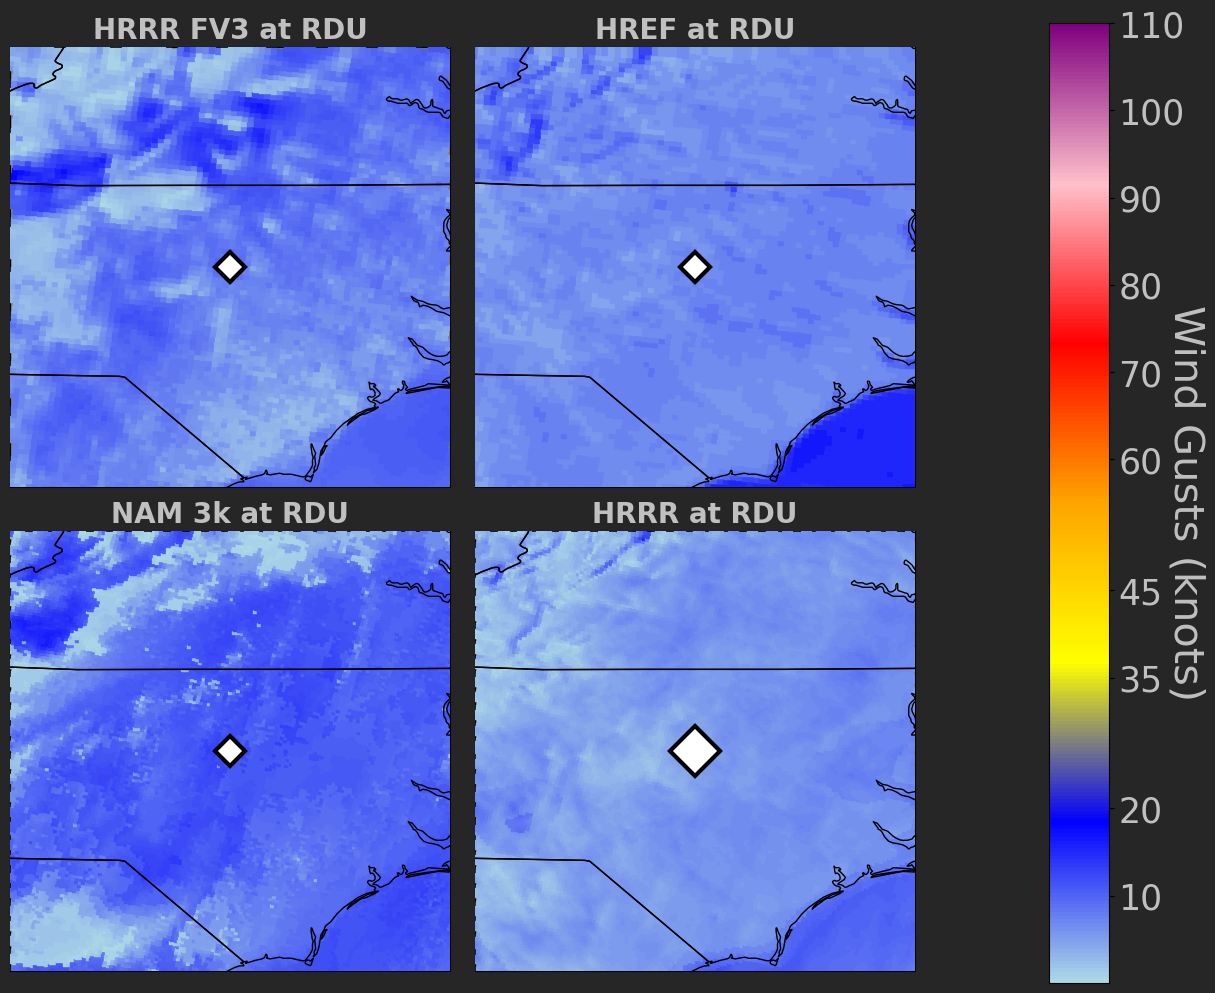 HRRR FV3 at RDU
HREF at RDU
NAM 3k at RDU
HRRR at RDU
110
100
90
80
70
60
45
35
20
10
Wind Gusts (knots)